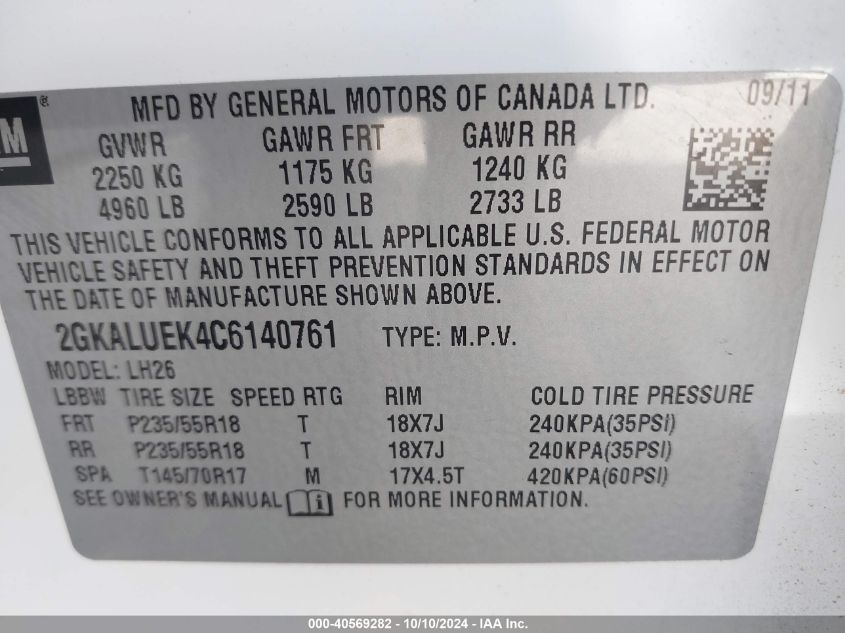 GM ®
MFD BY GENERAL MOTORS OF CANADA LTD. 09/11
GVWR GAWR FRT GAWR RR
2250 KG 1175 KG 1240 KG
4960 LB 2590 LB 2733 LB
THIS VEHICLE CONFORMS TO ALL APPLICABLE U.S. FEDERAL MOTOR
VEHICLE SAFETY AND THEFT PREVENTION STANDARDS IN EFFECT ON
THE DATE OF MANUFACTURE SHOWN ABOVE.
2GKALUEK4C6140761 TYPE: M.P.V.
MODEL: LH26
LBBW TIRE SIZE SPEED RTG RIM COLD TIRE PRESSURE
FRT P235/55R18 T 18X7J 240KPA(35PSI)
RR P235/55R18 T 18X7J 240KPA(35PSI)
SPA T145/70R17 M 17X4.5T 420KPA(60PSI)
SEE OWNER'S MANUAL i FOR MORE INFORMATION.
000-40569282 - 10/10/2024 - IAA Inc.